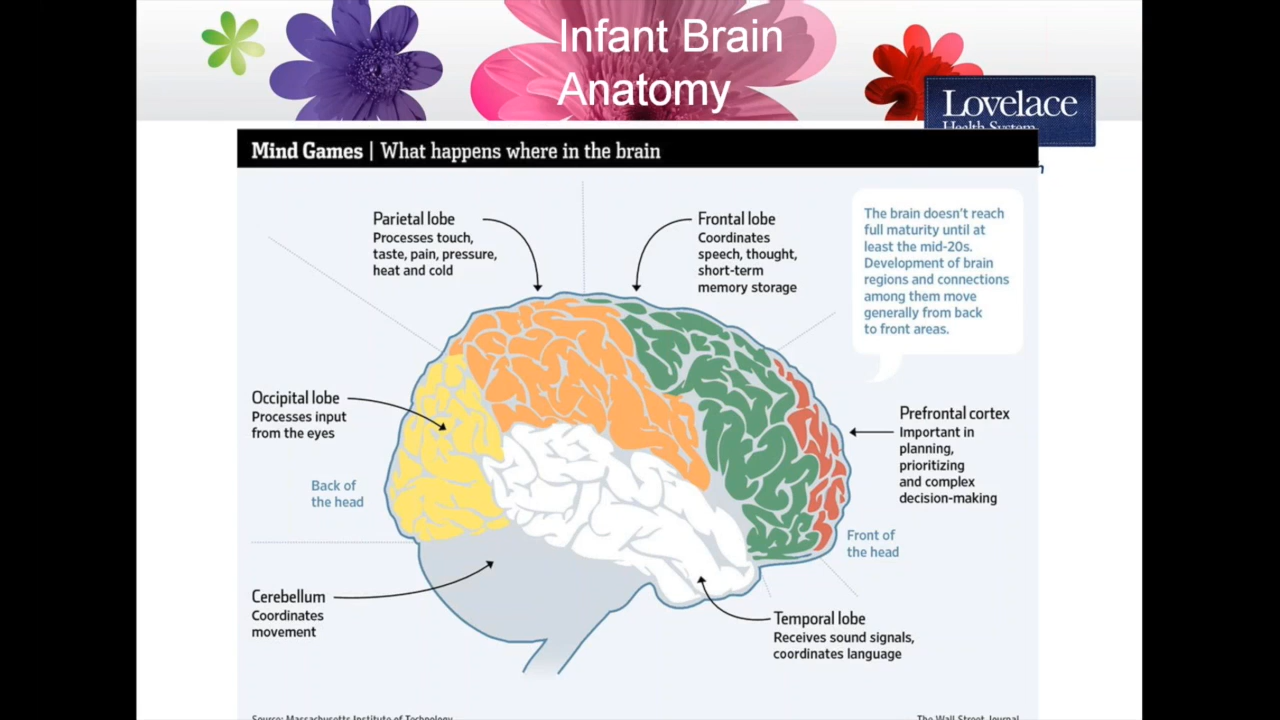 Infant Brain
Anatomy
Lovelace
Health System
Mind Games | What happens where in the brain
Parietal lobe
Processes touch,
taste, pain, pressure,
heat and cold
Frontal lobe
Coordinates
speech, thought,
short-term
memory storage
The brain doesn't reach
full maturity until at
least the mid-20s.
Development of brain
regions and connections
among them move
generally from back
to front areas.
Occipital lobe
Processes input
from the eyes
Prefrontal cortex
Important in
planning,
prioritizing
and complex
decision-making
Back of
the head
Front of
the head
Cerebellum
Coordinates
movement
Temporal lobe
Receives sound signals,
coordinates language
Source: Massachusetts Institute of Technology
The Wall Street Journal